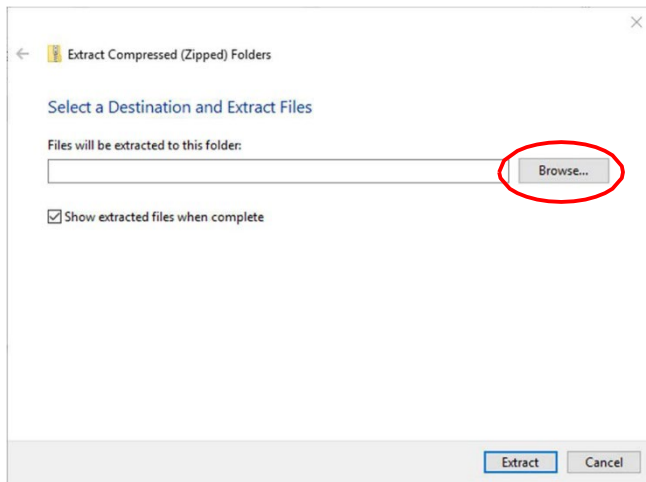 Extract Compressed (Zipped) Folders
Select a Destination and Extract Files
Files will be extracted to this folder:
Browse...
Show extracted files when complete
Extract Cancel